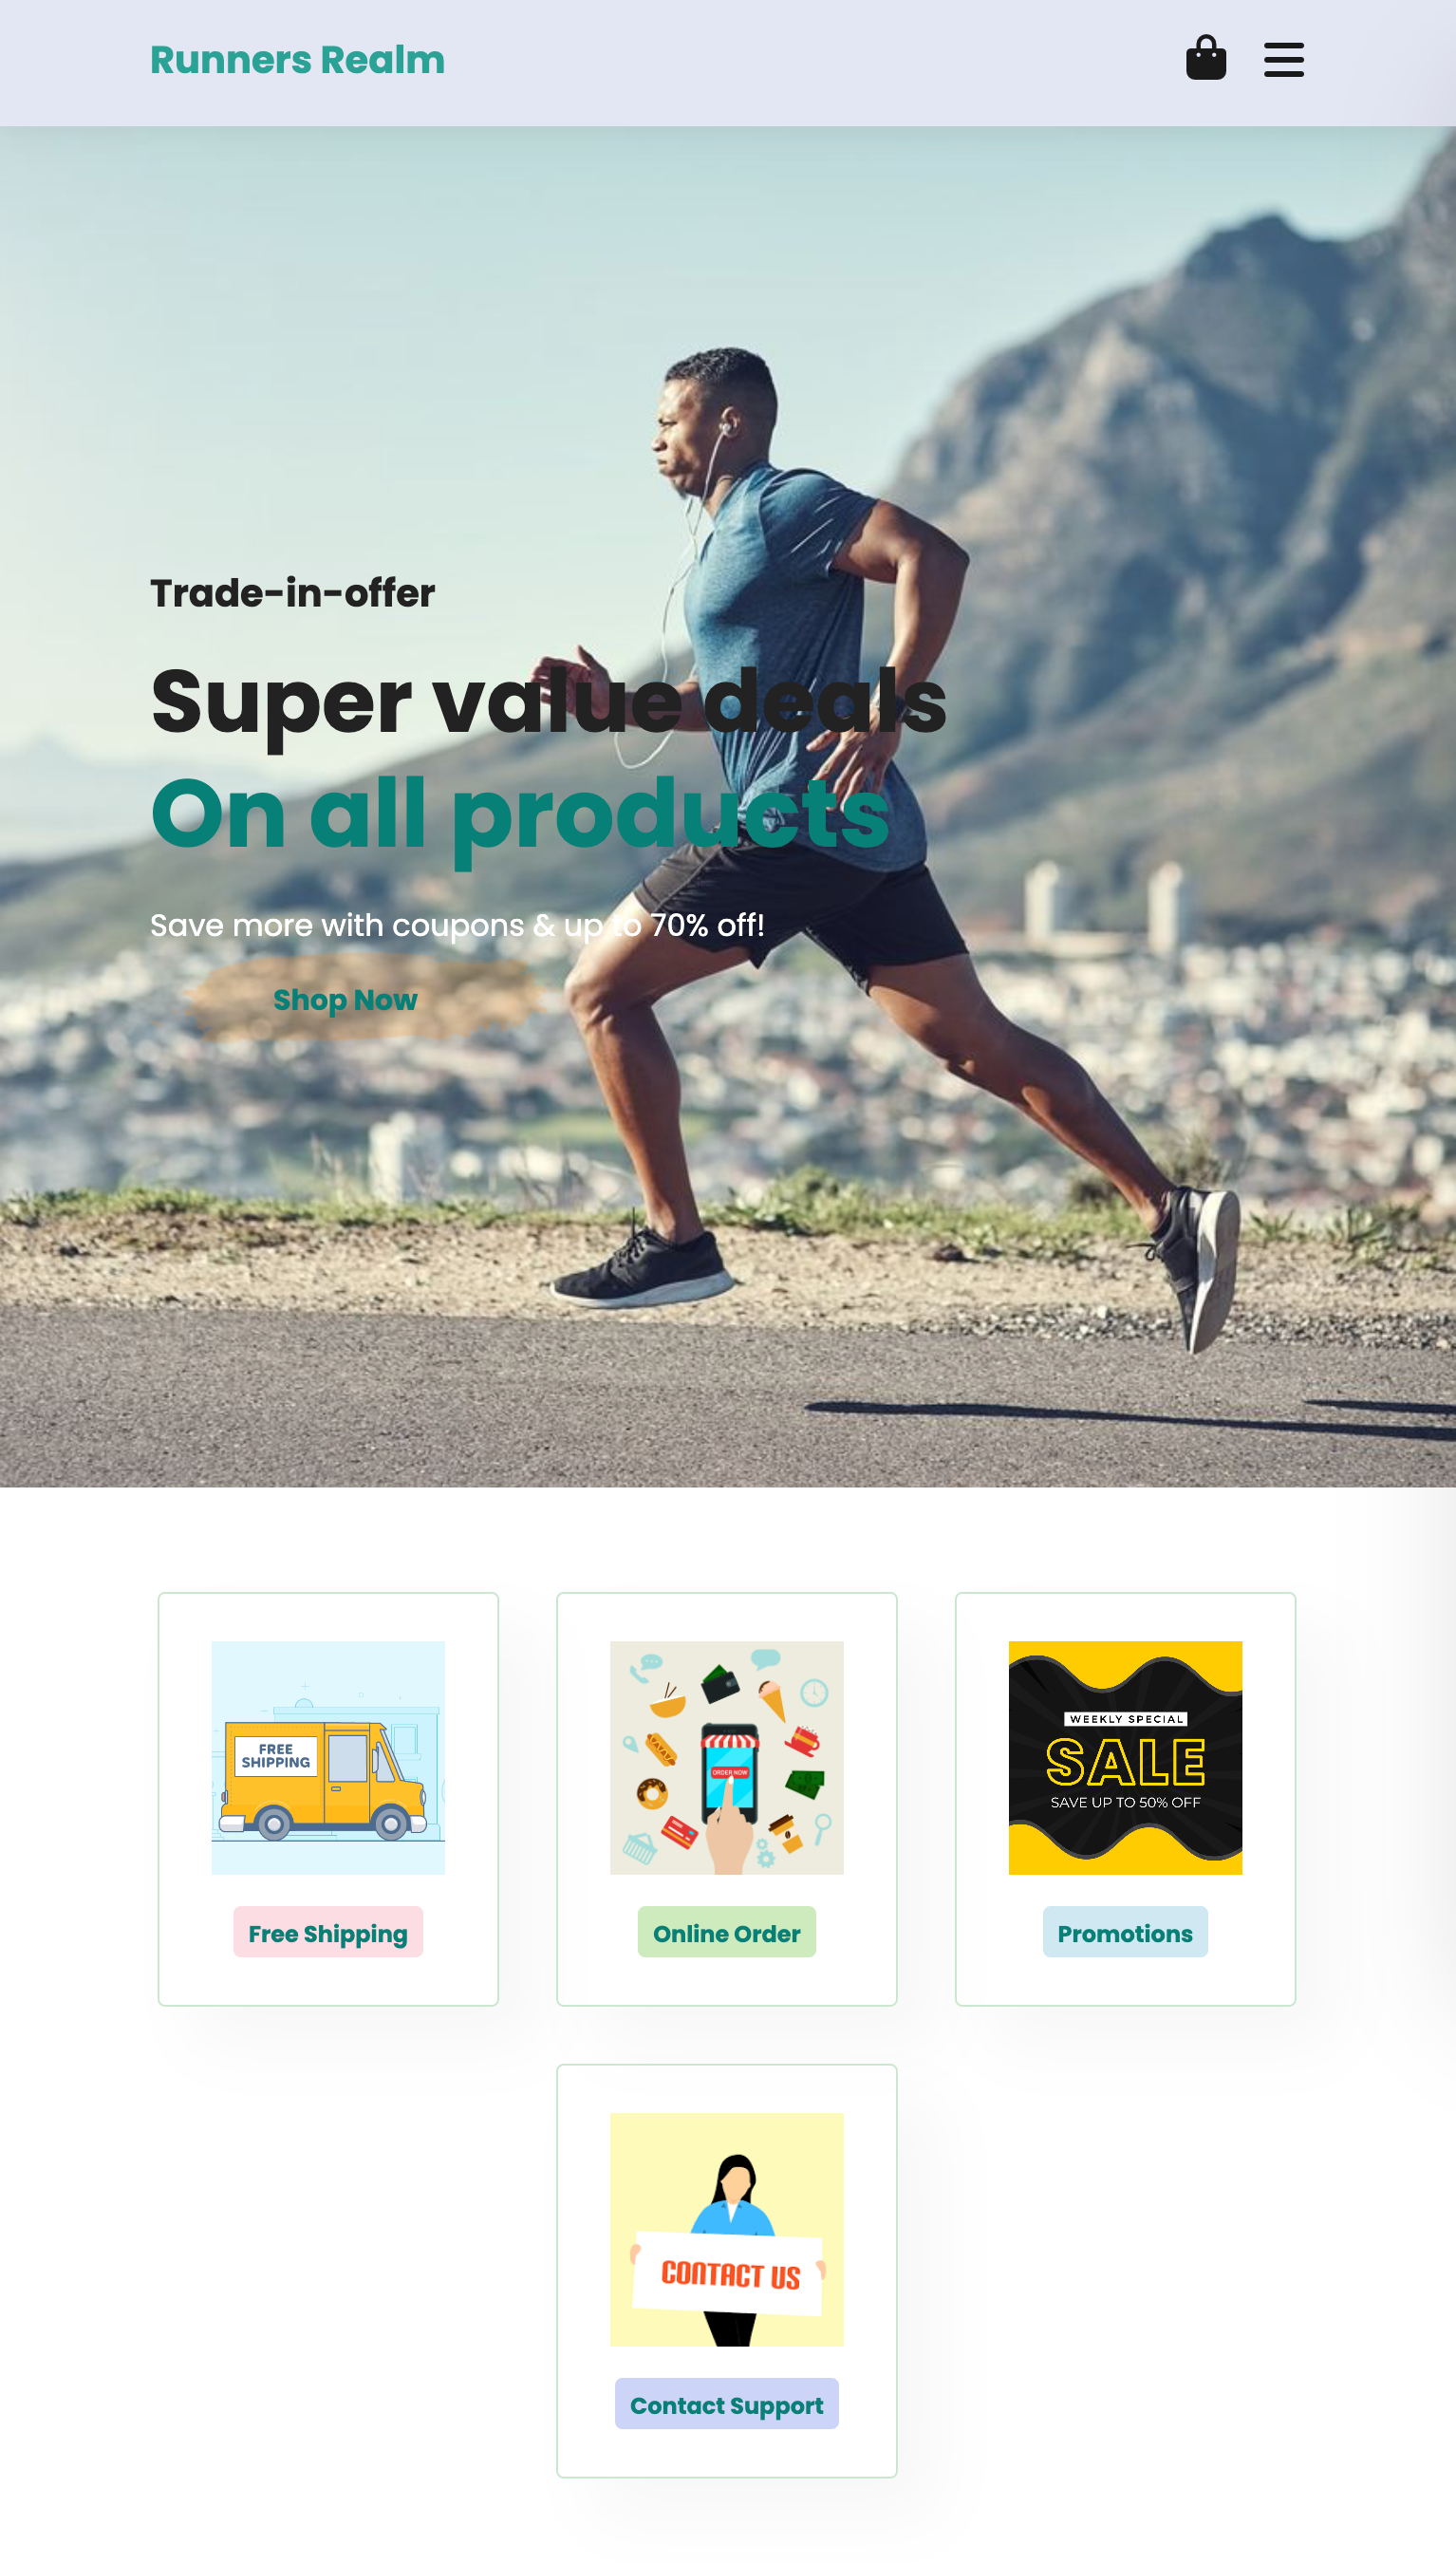 Runners Realm
Trade-in-offer
Super value deals
On all products
Save more with coupons & up to 70% off!
Shop Now
FREE
SHIPPING
ORDER NOW
WEEKLY SPECIAL
SALE
SAVE UP TO 50% OFF
Free Shipping
Online Order
Promotions
CONTACT US
Contact Support